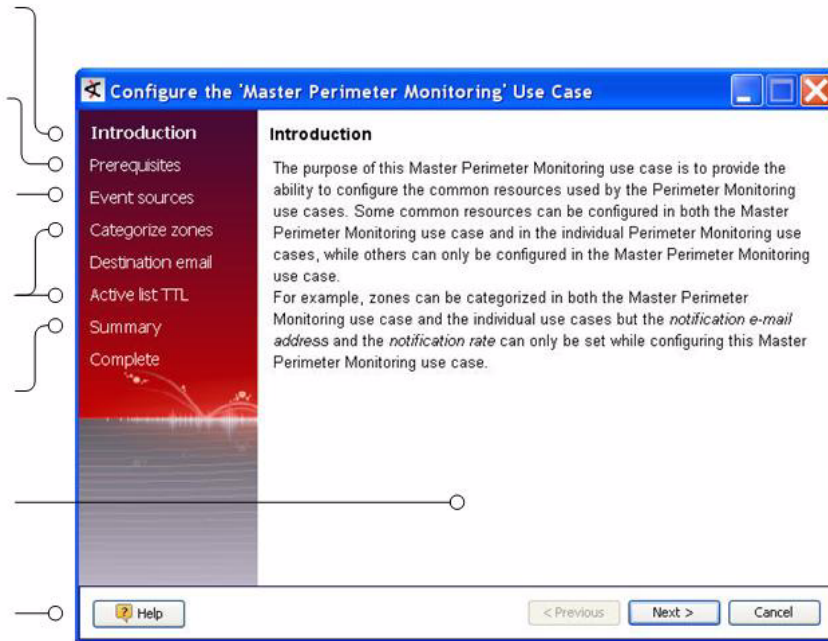 Configure the 'Master Perimeter Monitoring' Use Case
Introduction
Prerequisites
Event sources
Categorize zones
Destination email
Active list TTL
Summary
Complete
Introduction
The purpose of this Master Perimeter Monitoring use case is to provide the
ability to configure the common resources used by the Perimeter Monitoring
use cases. Some common resources can be configured in both the Master
Perimeter Monitoring use case and in the individual Perimeter Monitoring use
cases, while others can only be configured in the Master Perimeter Monitoring
use case.
For example, zones can be categorized in both the Master Perimeter
Monitoring use case and the individual use cases but the notification e-mail
address and the notification rate can only be set while configuring this Master
Perimeter Monitoring use case.
Help
< Previous
Next >
Cancel